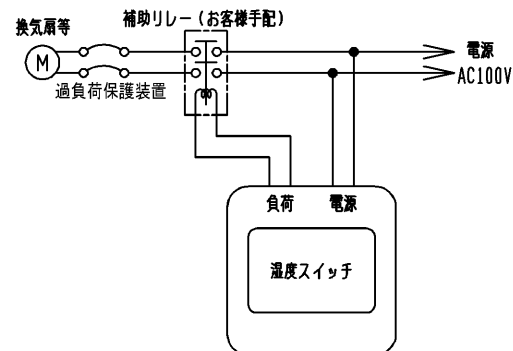 換気扇等
補助リレー(お客様手配)
M
過負荷保護装置
電源
AC100V
負荷 電源
湿度スイッチ